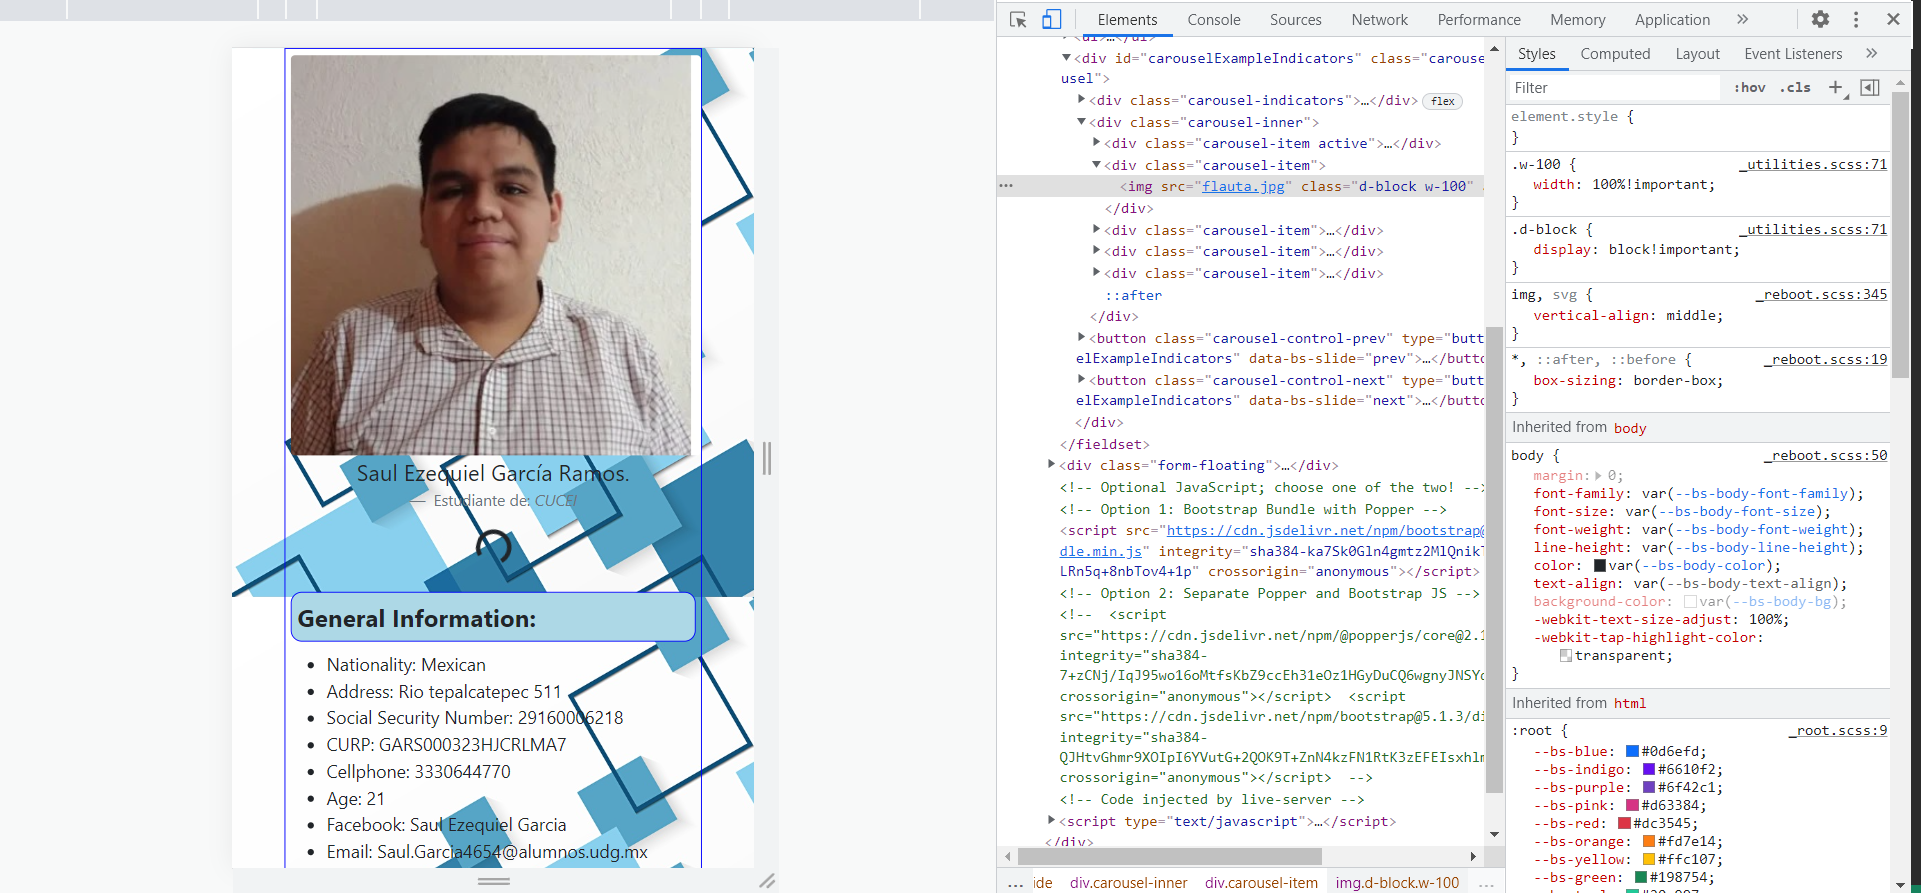 Saul Ezequiel García Ramos.
— Estudiante de: CUCEI
General Information:
• Nationality: Mexican
• Address: Rio tepalcatepec 511
• Social Security Number: 29160006218
• CURP: GARS000323HJCRLMA7
• Cellphone: 3330644770
• Age: 21
• Facebook: Saul Ezequiel Garcia
• Email: Saul.Garcia4654@alumnos.udg.mx
Elements Console Sources Network Performance Memory Application »
<div id="carouselExampleIndicators" class="carouse
usel">
<div class="carousel-indicators">…</div> flex
<div class="carousel-inner">
<div class="carousel-item active">…</div>
<div class="carousel-item">
<img src="flauta.jpg" class="d-block w-100"
</div>
<div class="carousel-item">…</div>
<div class="carousel-item">…</div>
<div class="carousel-item">…</div>
::after
</div>
<button class="carousel-control-prev" type="butt
elExampleIndicators" data-bs-slide="prev">…</butto
<button class="carousel-control-next" type="butt
elExampleIndicators" data-bs-slide="next">…</butto
</div>
</fieldset>
<div class="form-floating">…</div>
<!-- Optional JavaScript; choose one of the two! -->
<!-- Option 1: Bootstrap Bundle with Popper -->
<script src="https://cdn.jsdelivr.net/npm/bootstrap@
dle.min.js" integrity="sha384-ka7Sk0Gln4gmtz2MlQnikT
LRn5q+8nbTov4+1p" crossorigin="anonymous"></script>
<!-- Option 2: Separate Popper and Bootstrap JS -->
<!-- <script
src="https://cdn.jsdelivr.net/npm/@popperjs/core@2.1
integrity="sha384-
7+zCNj/IqJ95wo16oMtfsKbZ9ccEh31eOz1HGyDuCQ6wgnyJNSYd
crossorigin="anonymous"></script> <script
src="https://cdn.jsdelivr.net/npm/bootstrap@5.1.3/di
integrity="sha384-
QJHtvGhmr9XOIpI6YVutG+2QOK9T+ZnN4kzFN1RtK3zEFEIsxhlm
crossorigin="anonymous"></script> -->
<!-- Code injected by live-server -->
<script type="text/javascript">…</script>
</div>
… ide div.carousel-inner div.carousel-item img.d-block.w-100 …
Styles Computed Layout Event Listeners »
Filter :hov .cls +
element.style {
}
.w-100 { _utilities.scss:71
width: 100%!important;
}
.d-block { _utilities.scss:71
display: block!important;
}
img, svg { _reboot.scss:345
vertical-align: middle;
}
*, ::after, ::before { _reboot.scss:19
box-sizing: border-box;
}
Inherited from body
body { _reboot.scss:50
margin: 0;
font-family: var(--bs-body-font-family);
font-size: var(--bs-body-font-size);
font-weight: var(--bs-body-font-weight);
line-height: var(--bs-body-line-height);
color: var(--bs-body-color);
text-align: var(--bs-body-text-align);
background-color: var(--bs-body-bg);
-webkit-text-size-adjust: 100%;
-webkit-tap-highlight-color:
transparent;
}
Inherited from html
:root { _root.scss:9
--bs-blue: #0d6efd;
--bs-indigo: #6610f2;
--bs-purple: #6f42c1;
--bs-pink: #d63384;
--bs-red: #dc3545;
--bs-orange: #fd7e14;
--bs-yellow: #ffc107;
--bs-green: #198754;